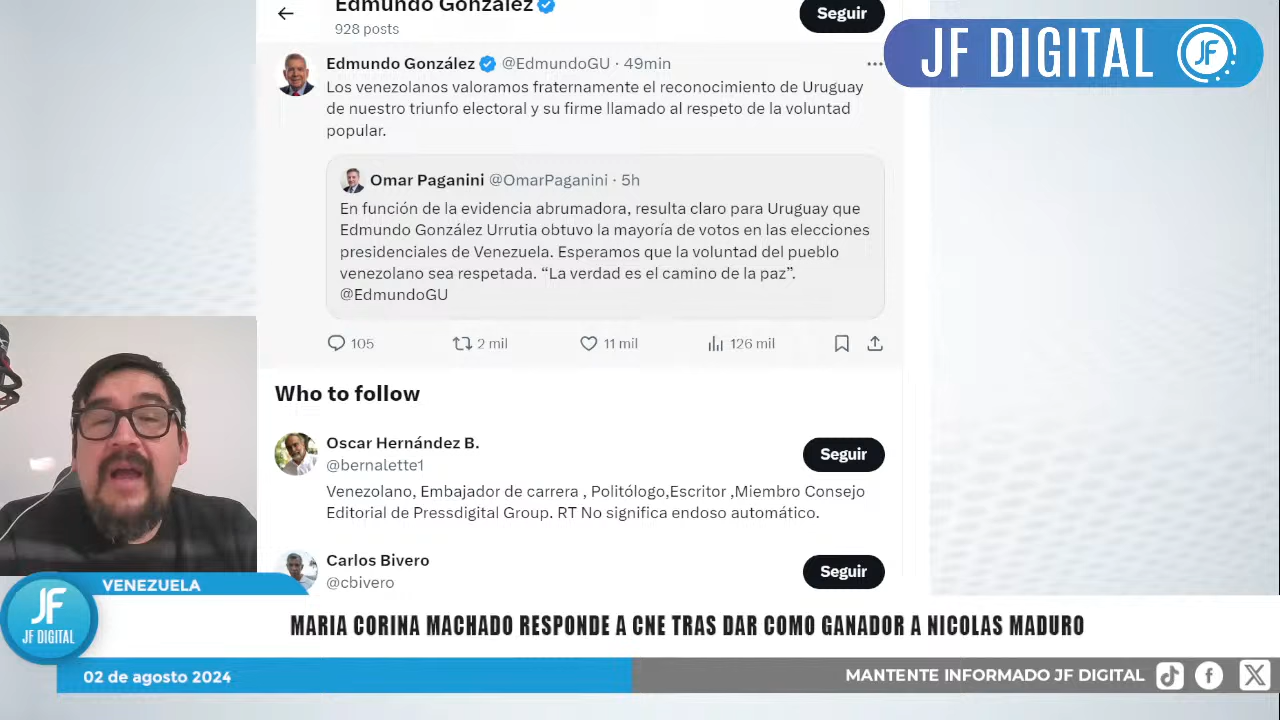 Edmundo González
928 posts
Seguir
JF DIGITAL
JF
Edmundo González @EdmundoGU · 49min
Los venezolanos valoramos fraternamente el reconocimiento de Uruguay
de nuestro triunfo electoral y su firme llamado al respeto de la voluntad
popular.
Omar Paganini @OmarPaganini · 5h
En función de la evidencia abrumadora, resulta claro para Uruguay que
Edmundo González Urrutia obtuvo la mayoría de votos en las elecciones
presidenciales de Venezuela. Esperamos que la voluntad del pueblo
venezolano sea respetada. “La verdad es el camino de la paz”.
@EdmundoGU
105 2 mil 11 mil 126 mil
Who to follow
Oscar Hernández B.
@bernalette1
Seguir
Venezolano, Embajador de carrera , Politólogo,Escritor ,Miembro Consejo
Editorial de Pressdigital Group. RT No significa endoso automático.
Carlos Bivero
@cbivero
Seguir
VENEZUELA
JF
JF DIGITAL
MARIA CORINA MACHADO RESPONDE A CNE TRAS DAR COMO GANADOR A NICOLAS MADURO
02 de agosto 2024
MANTENTE INFORMADO JF DIGITAL